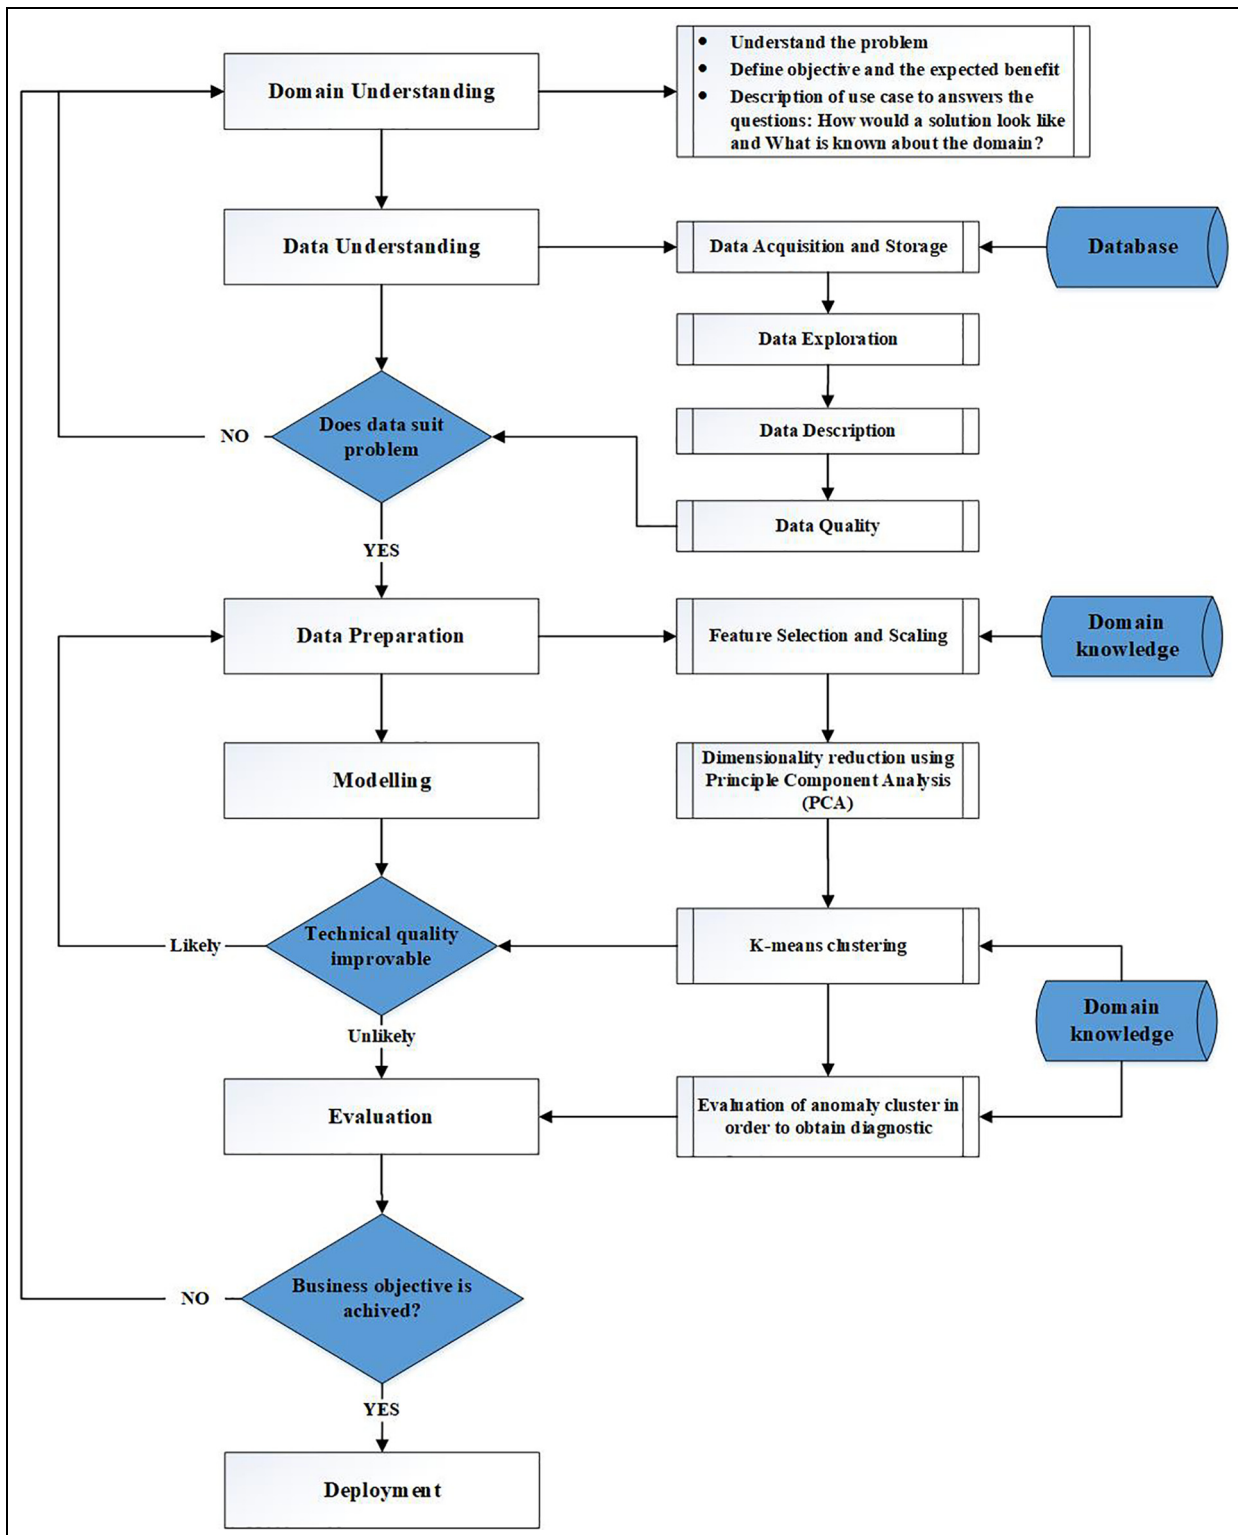 Domain Understanding
• Understand the problem
• Define objective and the expected benefit
• Description of use case to answers the
questions: How would a solution look like
and What is known about the domain?
Data Understanding
Data Acquisition and Storage
Database
Data Exploration
Data Description
Data Quality
Does data suit
problem
NO
YES
Data Preparation
Feature Selection and Scaling
Domain
knowledge
Modelling
Dimensionality reduction using
Principle Component Analysis
(PCA)
Technical quality
improvable
Likely
Unlikely
K-means clustering
Domain
knowledge
Evaluation
Evaluation of anomaly cluster in
order to obtain diagnostic
Business objective is
achived?
NO
YES
Deployment